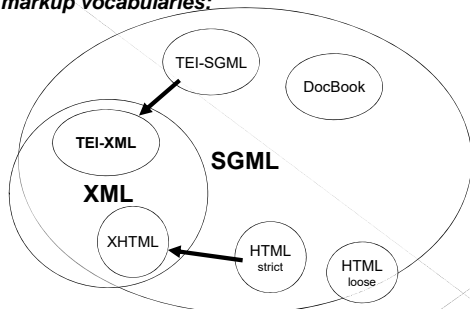 markup vocabularies:
TEI-SGML
DocBook
TEI-XML
SGML
XML
XHTML
HTML
strict
HTML
loose